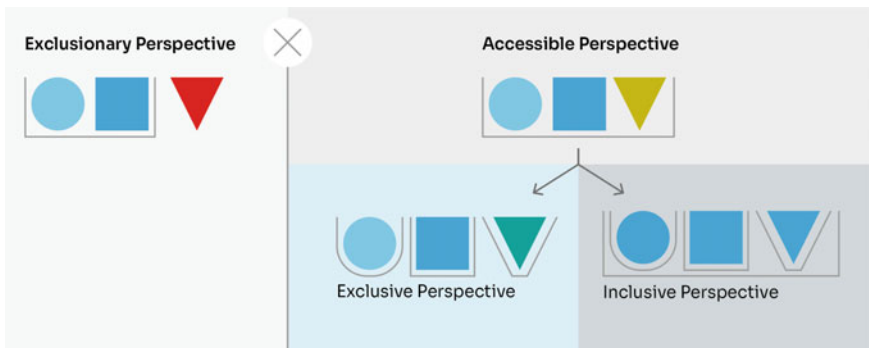 Exclusionary Perspective
Accessible Perspective
Exclusive Perspective
Inclusive Perspective